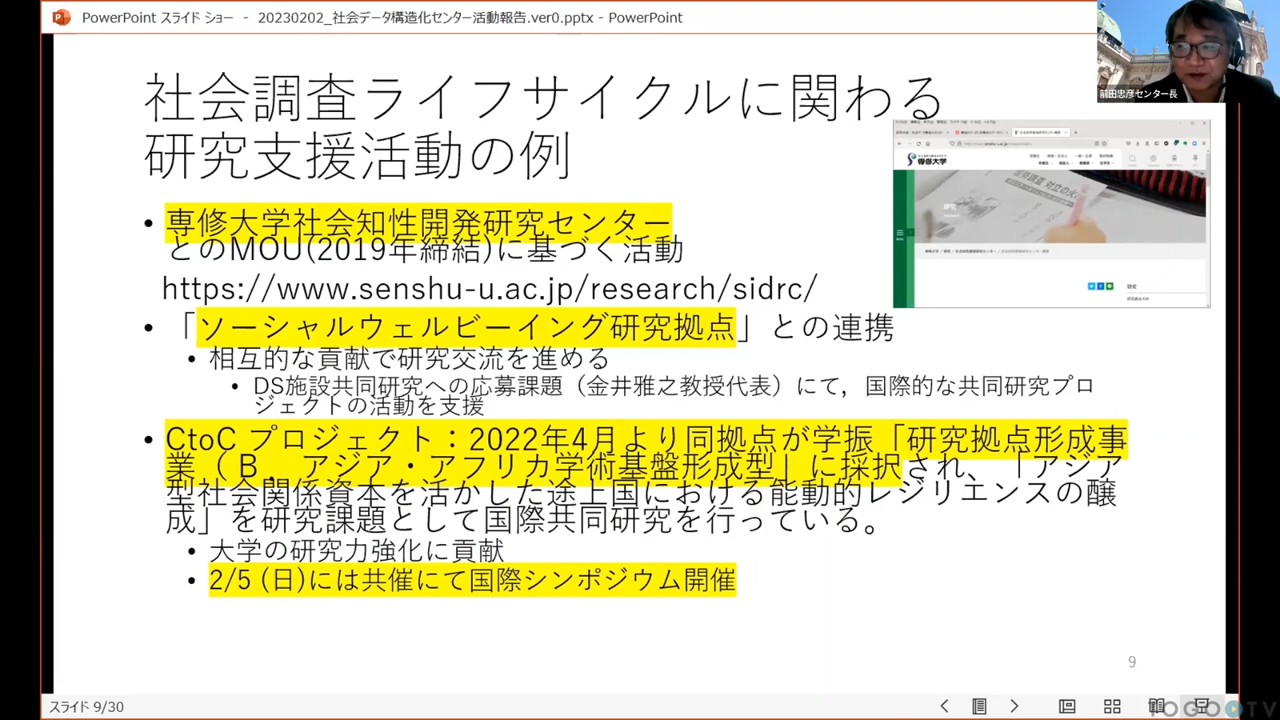 PowerPoint スライド ショー - 20230202_社会データ構造化センター活動報告.ver0.pptx - PowerPoint
前田忠彦センター長
社会調査ライフサイクルに関わる
研究支援活動の例
専修大学
研究
• 専修大学社会知性開発研究センター
とのMOU(2019年締結)に基づく活動
https://www.senshu-u.ac.jp/research/sidrc/
• 「ソーシャルウェルビーイング研究拠点」との連携
• 相互的な貢献で研究交流を進める
• DS施設共同研究への応募課題（金井雅之教授代表）にて，国際的な共同研究プロ
ジェクトの活動を支援
• CtoC プロジェクト：2022年4月より同拠点が学振「研究拠点形成事
業（Ｂ．アジア・アフリカ学術基盤形成型」に採択され、「アジア
型社会関係資本を活かした途上国における能動的レジリエンスの醸
成」を研究課題として国際共同研究を行っている。
• 大学の研究力強化に貢献
• 2/5 (日)には共催にて国際シンポジウム開催
9
スライド 9/30
TOGOTV